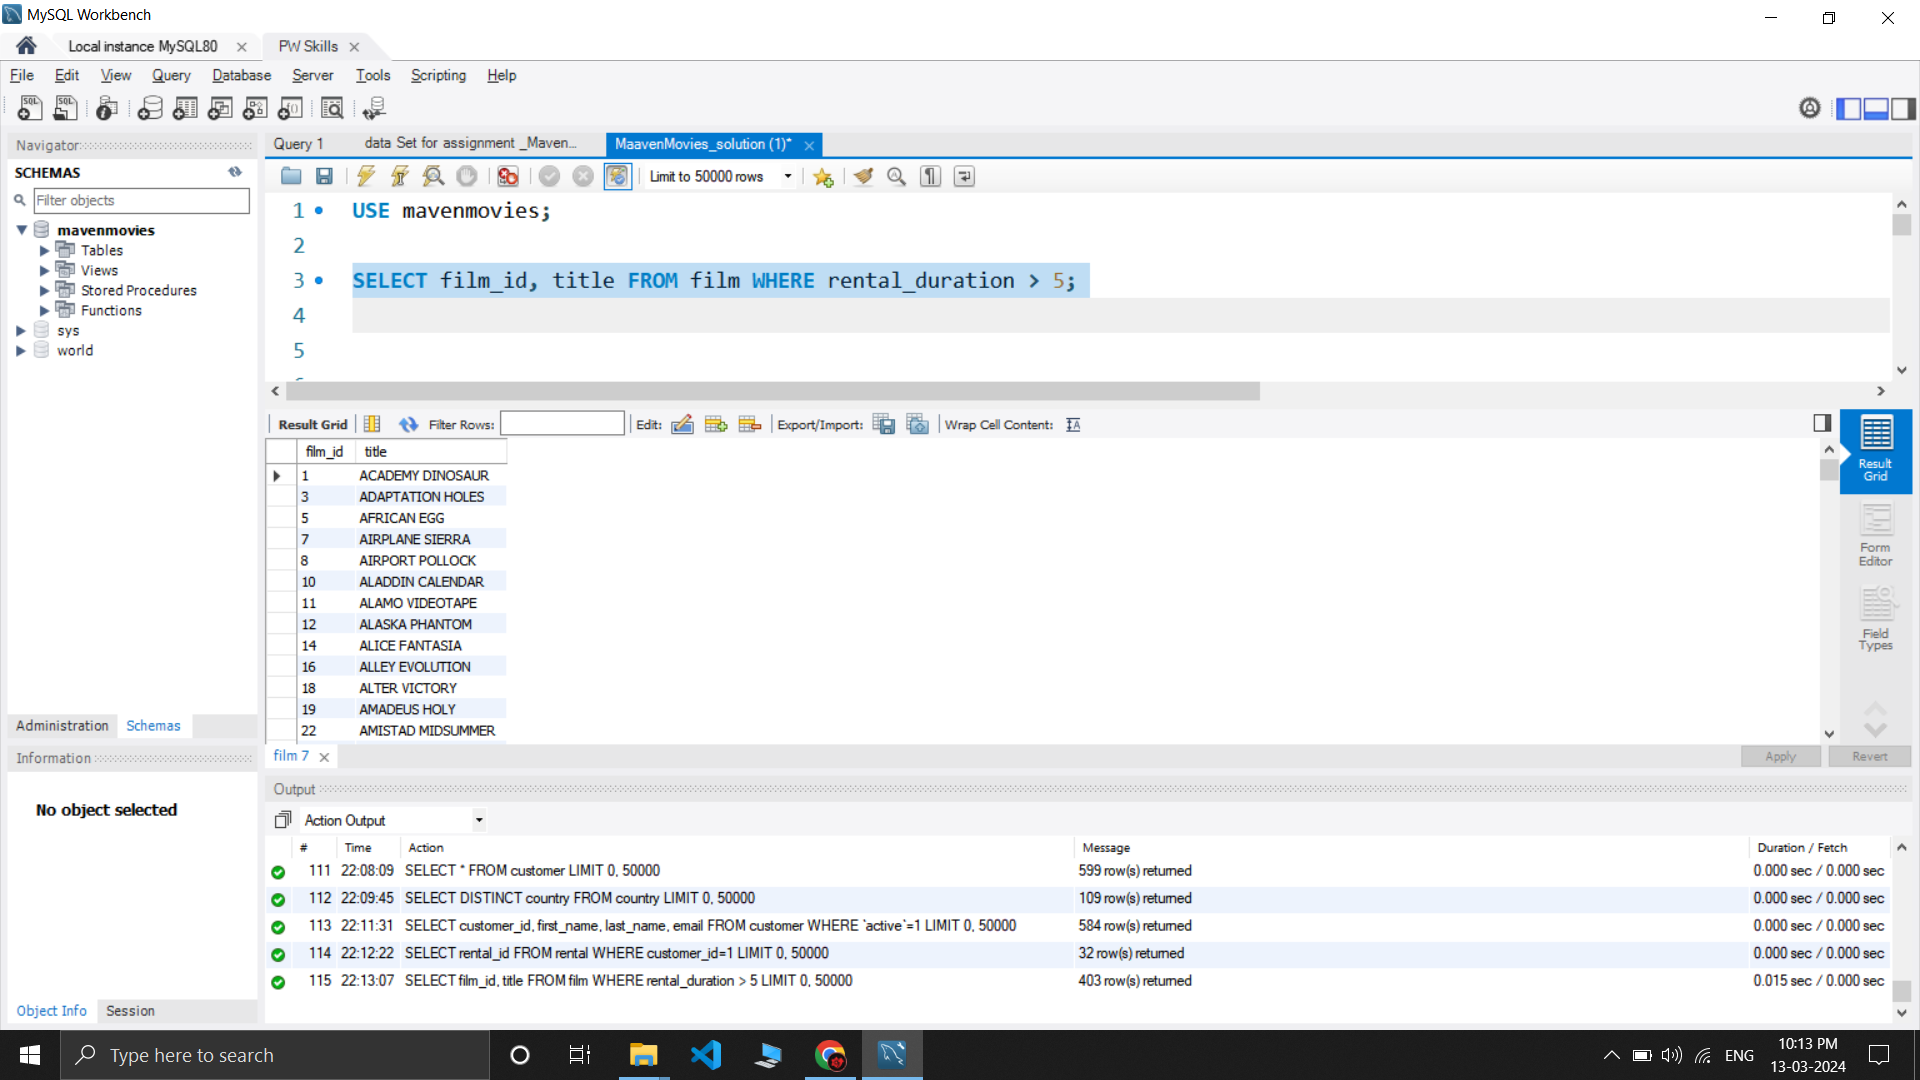 MySQL Workbench
Local instance MySQL80
PW Skills
File Edit View Query Database Server Tools Scripting Help
Navigator
SCHEMAS
Filter objects
mavenmovies
Tables
Views
Stored Procedures
Functions
sys
world
Administration Schemas
Information
No object selected
Object Info Session
Query 1 data Set for assignment _Maven... MaavenMovies_solution (1)*
Limit to 50000 rows
1 USE mavenmovies;
2
3 SELECT film_id, title FROM film WHERE rental_duration > 5;
4
5
Result Grid Filter Rows: Edit: Export/Import: Wrap Cell Content:
film_id title
1 ACADEMY DINOSAUR
3 ADAPTATION HOLES
5 AFRICAN EGG
7 AIRPLANE SIERRA
8 AIRPORT POLLOCK
10 ALADDIN CALENDAR
11 ALAMO VIDEOTAPE
12 ALASKA PHANTOM
14 ALICE FANTASIA
16 ALLEY EVOLUTION
18 ALTER VICTORY
19 AMADEUS HOLY
22 AMISTAD MIDSUMMER
Result
Grid
Form
Editor
Field
Types
film 7
Apply Revert
Output
Action Output
# Time Action Message Duration / Fetch
111 22:08:09 SELECT * FROM customer LIMIT 0, 50000 599 row(s) returned 0.000 sec / 0.000 sec
112 22:09:45 SELECT DISTINCT country FROM country LIMIT 0, 50000 109 row(s) returned 0.000 sec / 0.000 sec
113 22:11:31 SELECT customer_id, first_name, last_name, email FROM customer WHERE `active`=1 LIMIT 0, 50000 584 row(s) returned 0.000 sec / 0.000 sec
114 22:12:22 SELECT rental_id FROM rental WHERE customer_id=1 LIMIT 0, 50000 32 row(s) returned 0.000 sec / 0.000 sec
115 22:13:07 SELECT film_id, title FROM film WHERE rental_duration > 5 LIMIT 0, 50000 403 row(s) returned 0.015 sec / 0.000 sec
Type here to search
ENG
10:13 PM
13-03-2024